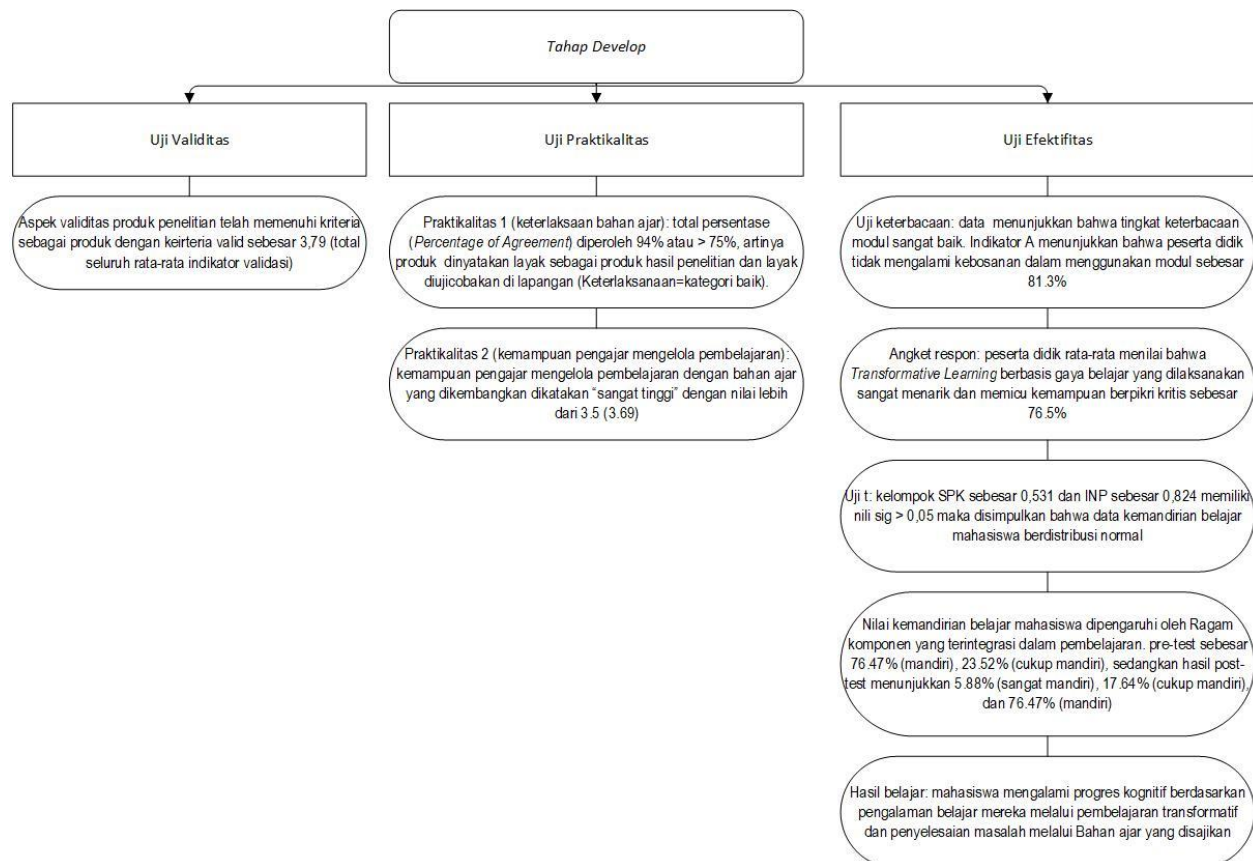 Tahap Develop
Uji Validitas
Aspek validitas produk penelitian telah memenuhi kriteria
sebagai produk dengan keirteria valid sebesar 3,79 (total
seluruh rata-rata indikator validasi)
Uji Praktikalitas
Praktikalitas 1 (keterlaksaan bahan ajar): total persentase
(Percentage of Agreement) diperoleh 94% atau > 75%, artinya
produk dinyatakan layak sebagai produk hasil penelitian dan layak
diujicobakan di lapangan (Keterlaksanaan=kategori baik).
Praktikalitas 2 (kemampuan pengajar mengelola pembelajaran):
kemampuan pengajar mengelola pembelajaran dengan bahan ajar
yang dikembangkan dikatakan “sangat tinggi” dengan nilai lebih
dari 3.5 (3.69)
Uji Efektifitas
Uji keterbacaan: data menunjukkan bahwa tingkat keterbacaan
modul sangat baik. Indikator A menunjukkan bahwa peserta didik
tidak mengalami kebosanan dalam menggunakan modul sebesar
81.3%
Angket respon: peserta didik rata-rata menilai bahwa
Transformative Learning berbasis gaya belajar yang dilaksanakan
sangat menarik dan memicu kemampuan berpikri kritis sebesar
76.5%
Uji t: kelompok SPK sebesar 0,531 dan INP sebesar 0,824 memiliki
nili sig > 0,05 maka disimpulkan bahwa data kemandirian belajar
mahasiswa berdistribusi normal
Nilai kemandirian belajar mahasiswa dipengaruhi oleh Ragam
komponen yang terintegrasi dalam pembelajaran. pre-test sebesar
76.47% (mandiri), 23.52% (cukup mandiri), sedangkan hasil post-
test menunjukkan 5.88% (sangat mandiri), 17.64% (cukup mandiri),
dan 76.47% (mandiri)
Hasil belajar: mahasiswa mengalami progres kognitif berdasarkan
pengalaman belajar mereka melalui pembelajaran transformatif
dan penyelesaian masalah melalui Bahan ajar yang disajikan